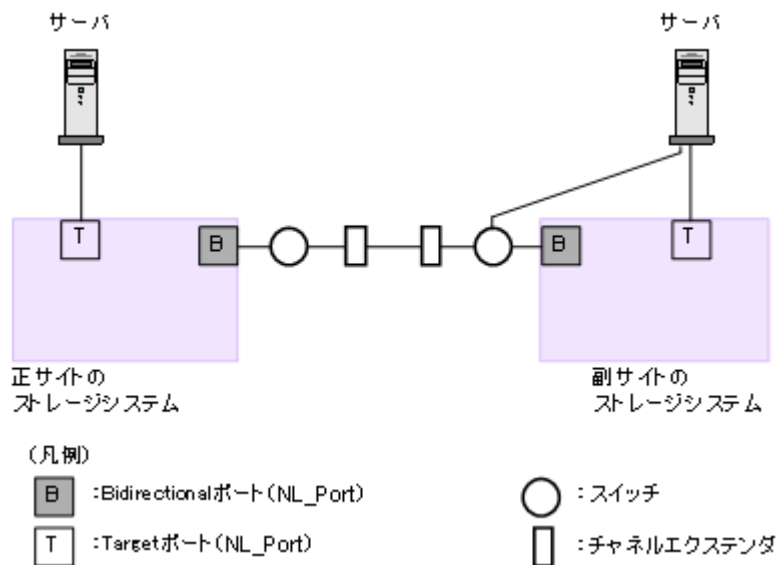 サーバ
サーバ
T
B
B
T
正サイトの
ストレージシステム
副サイトの
ストレージシステム
(凡例)
B :Bidirectionalポート(NL_Port)
:スイッチ
T :Targetポート(NL_Port)
:チャネルエクステンダ